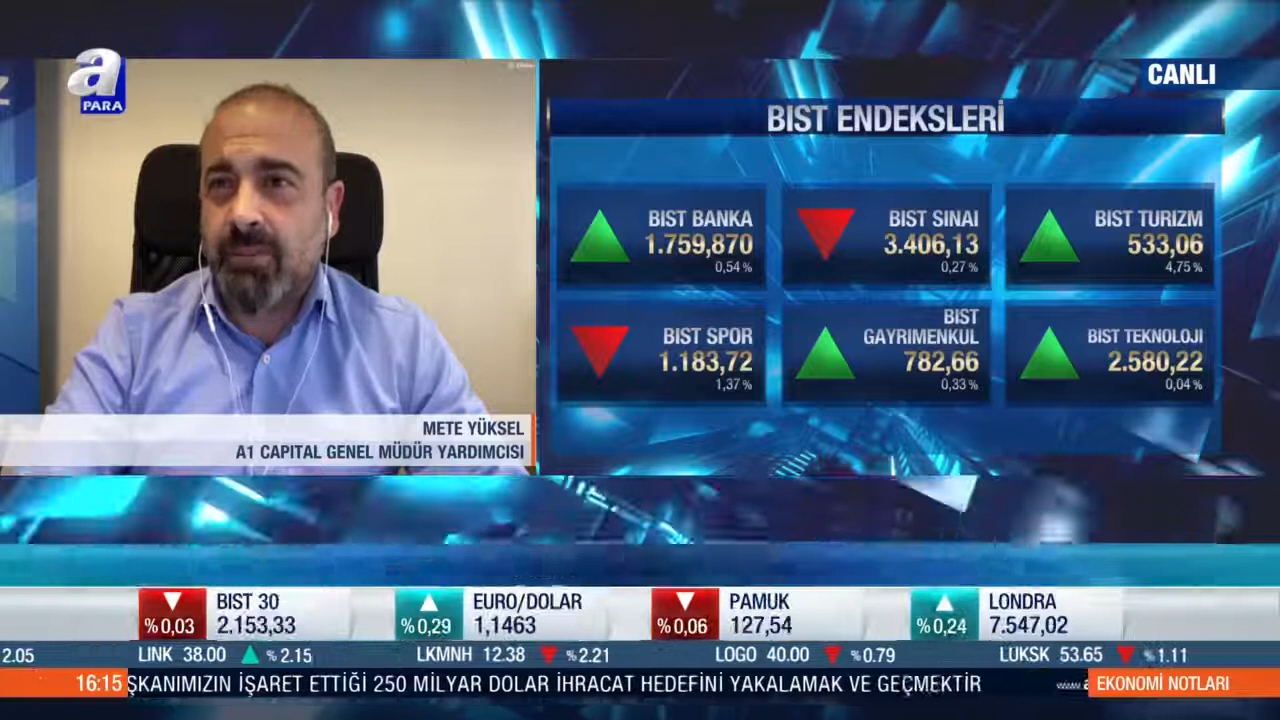 a
PARA
CANLI
BIST ENDEKSLERİ
BIST BANKA
1.759,870
0,54 %
BIST SINAI
3.406,13
0,27 %
BIST TURIZM
533,06
4,75 %
BIST SPOR
1.183,72
1,37 %
BIST
GAYRIMENKUL
782,66
0,33 %
BIST TEKNOLOJI
2.580,22
0,04 %
METE YÜKSEL
A1 CAPITAL GENEL MÜDÜR YARDIMCISI
% 0,03 BIST 30
2.153,33
% 0,29 EURO/DOLAR
1,1463
% 0,06 PAMUK
127,54
% 0,24 LONDRA
7.547,02
2.05 LINK 38.00 % 2.15 LKMNH 12.38 % 2.21 LOGO 40.00 % 0.79 LUKSK 53.65 % 1.11
16:15 ŞKANIMIZIN İŞARET ETTİĞİ 250 MİLYAR DOLAR İHRACAT HEDEFİNİ YAKALAMAK VE GEÇMEKTİR www.a EKONOMİ NOTLARI